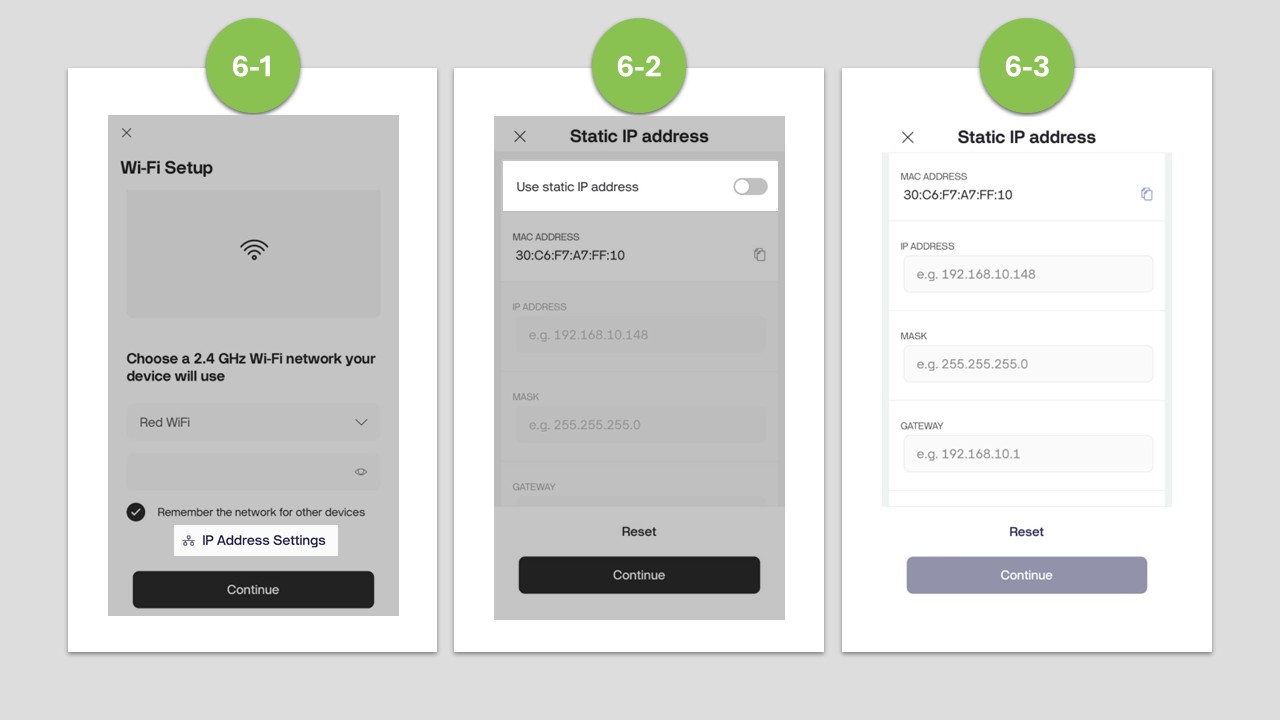 6-1
Wi-Fi Setup
Choose a 2.4 GHz Wi-Fi network your
device will use
Red WiFi
Remember the network for other devices
IP Address Settings
Continue
6-2
Static IP address
Use static IP address
MAC ADDRESS
30:C6:F7:A7:FF:10
IP ADDRESS
e.g. 192.168.10.148
MASK
e.g. 255.255.255.0
GATEWAY
Reset
Continue
6-3
Static IP address
MAC ADDRESS
30:C6:F7:A7:FF:10
IP ADDRESS
e.g. 192.168.10.148
MASK
e.g. 255.255.255.0
GATEWAY
e.g. 192.168.10.1
Reset
Continue